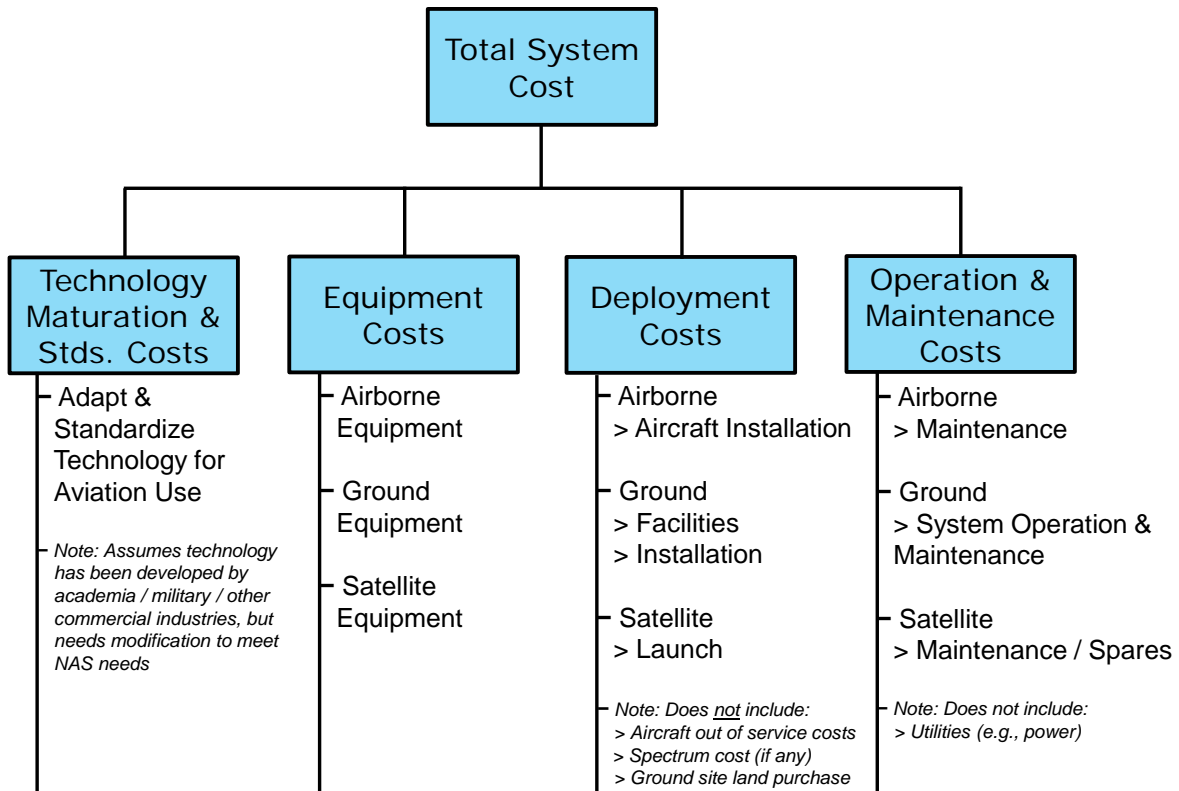 Total System
Cost
Technology
Maturation &
Stds. Costs
Adapt &
Standardize
Technology for
Aviation Use
Note: Assumes technology
has been developed by
academia / military / other
commercial industries, but
needs modification to meet
NAS needs
Equipment
Costs
Airborne
Equipment
Ground
Equipment
Satellite
Equipment
Deployment
Costs
Airborne
> Aircraft Installation
Ground
> Facilities
> Installation
Satellite
> Launch
Note: Does not include:
> Aircraft out of service costs
> Spectrum cost (if any)
> Ground site land purchase
Operation &
Maintenance
Costs
Airborne
> Maintenance
Ground
> System Operation &
Maintenance
Satellite
> Maintenance / Spares
Note: Does not include:
> Utilities (e.g., power)